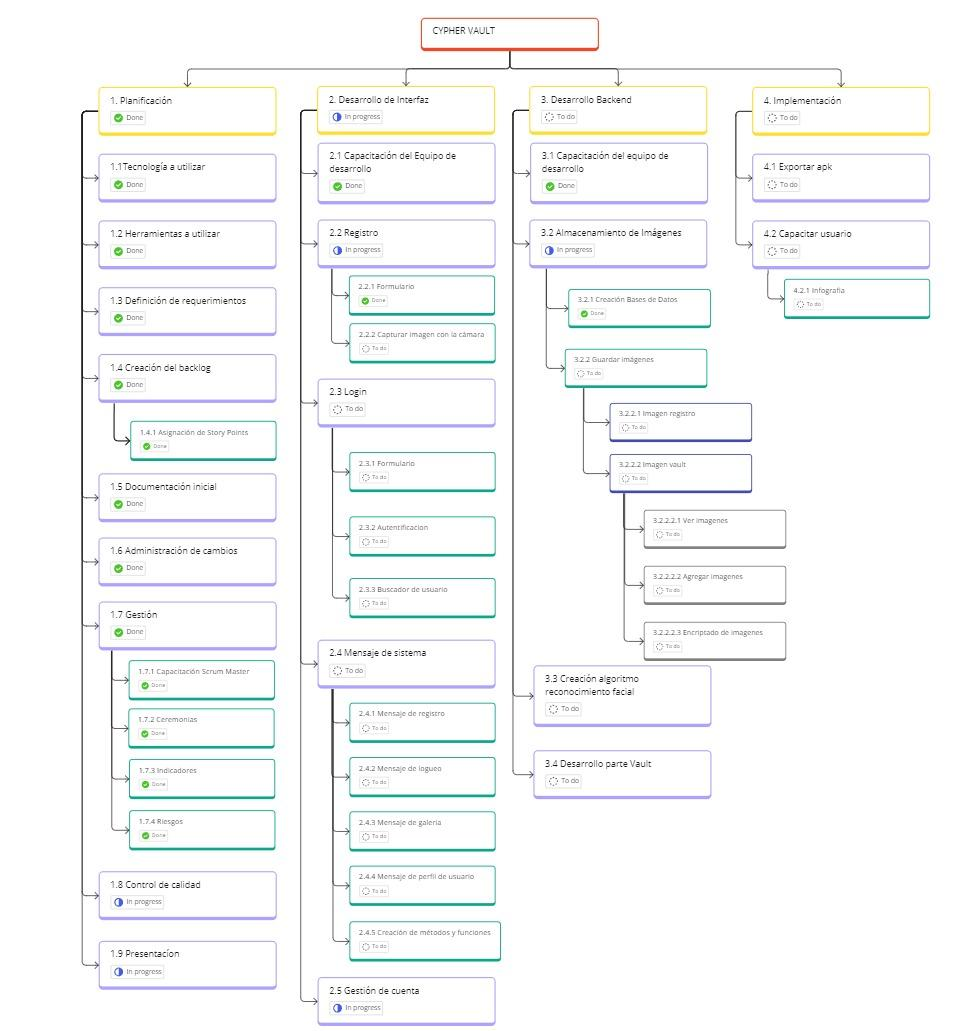 CYPHER VAULT
1. Planificación
Done
1.1Tecnología a utilizar
Done
1.2 Herramientas a utilizar
Done
1.3 Definición de requerimientos
Done
1.4 Creación del backlog
Done
1.4.1 Asignación de Story Points
Done
1.5 Documentación inicial
Done
1.6 Administración de cambios
Done
1.7 Gestión
Done
1.7.1 Capacitación Scrum Master
Done
1.7.2 Ceremonias
Done
1.7.3 Indicadores
Done
1.7.4 Riesgos
Done
1.8 Control de calidad
In progress
1.9 Presentacíon
In progress
2. Desarrollo de Interfaz
In progress
2.1 Capacitación del Equipo de
desarrollo
Done
2.2 Registro
In progress
2.2.1 Formulario
Done
2.2.2 Capturar imagen con la cámara
To do
2.3 Login
To do
2.3.1 Formulario
To do
2.3.2 Autentificacion
To do
2.3.3 Buscador de usuario
To do
2.4 Mensaje de sistema
To do
2.4.1 Mensaje de registro
To do
2.4.2 Mensaje de logueo
To do
2.4.3 Mensaje de galeria
To do
2.4.4 Mensaje de perfil de usuario
To do
2.4.5 Creación de métodos y funciones
To do
2.5 Gestión de cuenta
In progress
3. Desarrollo Backend
To do
3.1 Capacitación del equipo de
desarrollo
Done
3.2 Almacenamiento de Imágenes
In progress
3.2.1 Creación Bases de Datos
Done
3.2.2 Guardar imágenes
To do
3.2.2.1 Imagen registro
To do
3.2.2.2 Imagen vault
To do
3.2.2.2.1 Ver imagenes
To do
3.2.2.2.2 Agregar imagenes
To do
3.2.2.2.3 Encriptado de imagenes
To do
3.3 Creación algoritmo
reconocimiento facial
To do
3.4 Desarrollo parte Vault
To do
4. Implementación
To do
4.1 Exportar apk
To do
4.2 Capacitar usuario
To do
4.2.1 Infografía
To do